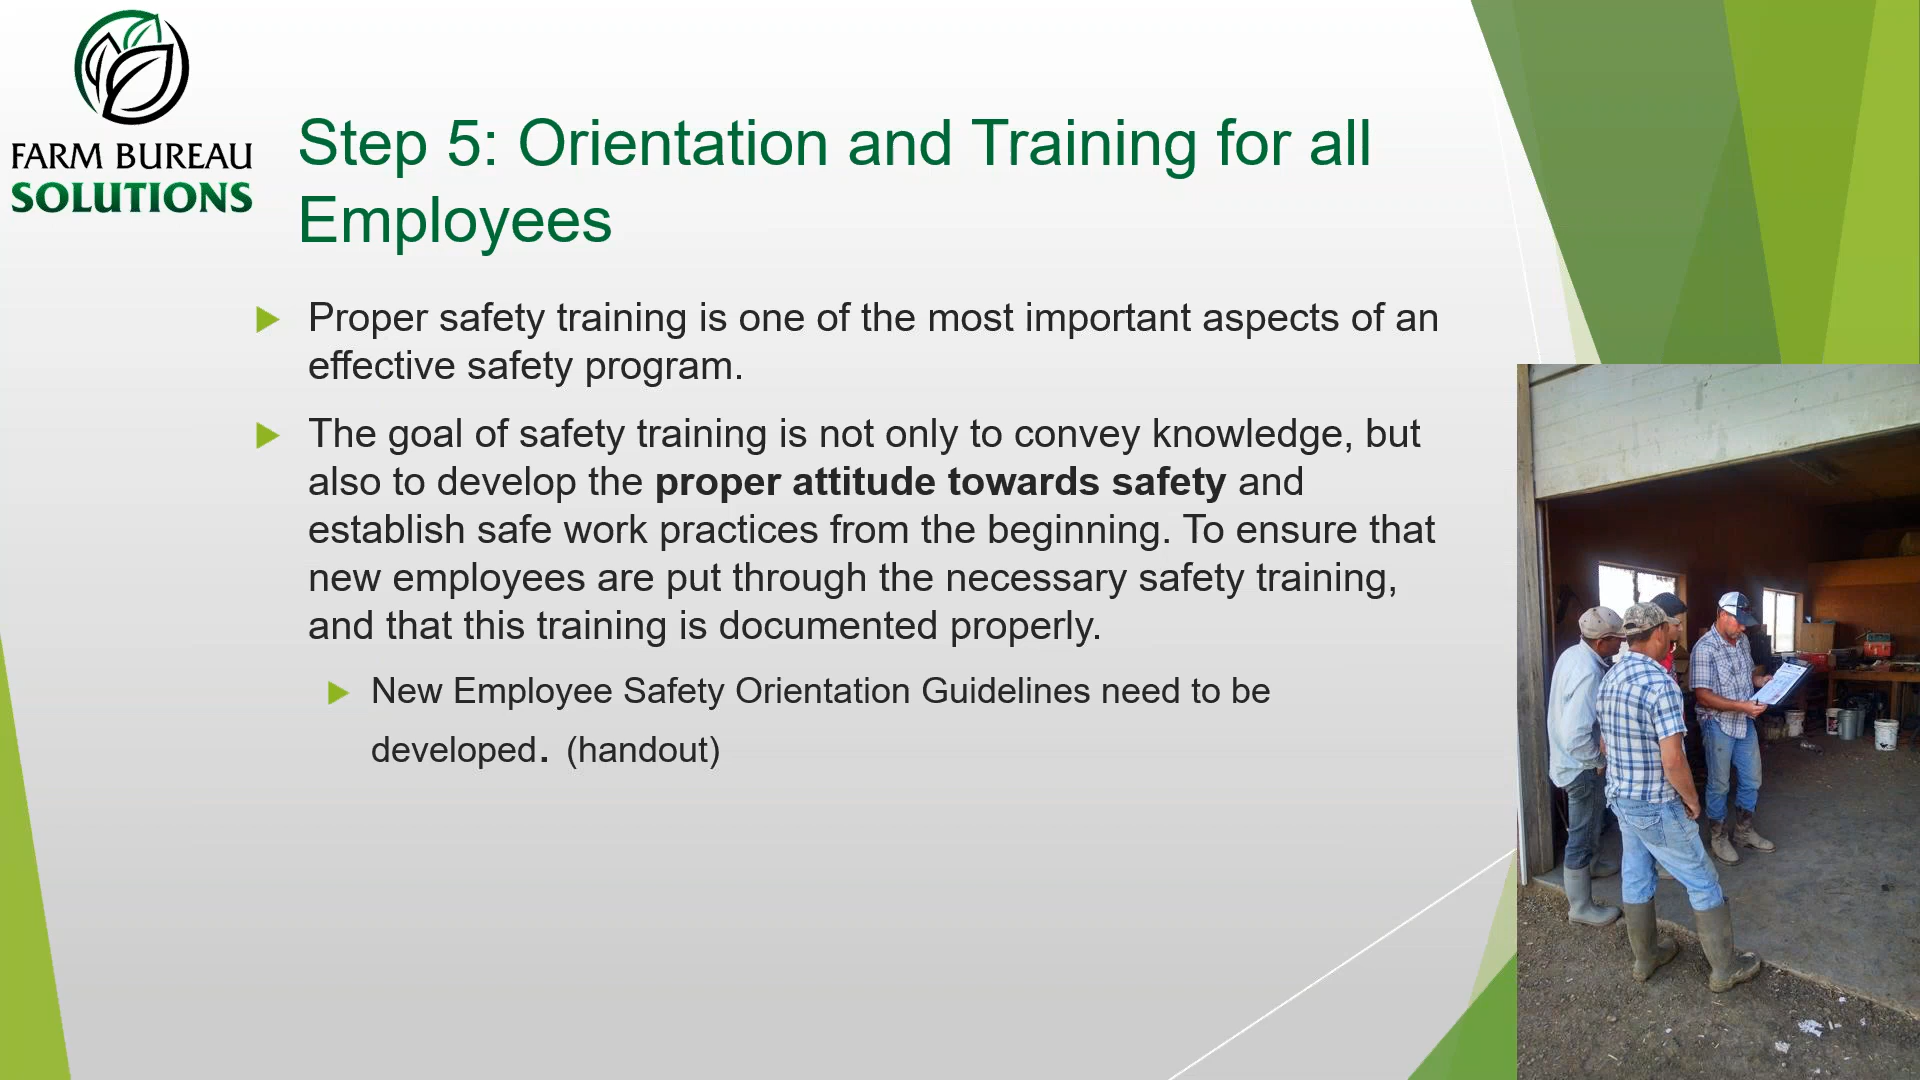 FARM BUREAU
SOLUTIONS
Step 5: Orientation and Training for all
Employees
Proper safety training is one of the most important aspects of an
effective safety program.
The goal of safety training is not only to convey knowledge, but
also to develop the proper attitude towards safety and
establish safe work practices from the beginning. To ensure that
new employees are put through the necessary safety training,
and that this training is documented properly.
New Employee Safety Orientation Guidelines need to be
developed. (handout)